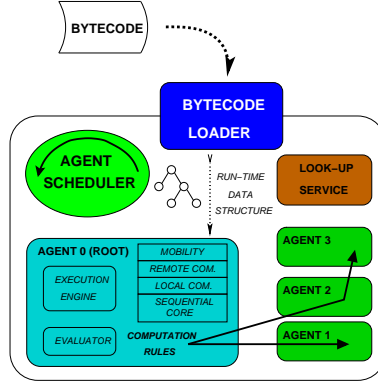 BYTECODE
BYTECODE
LOADER
AGENT
SCHEDULER
RUN-TIME
DATA
STRUCTURE
LOOK-UP
SERVICE
AGENT 0 (ROOT)
MOBILITY
REMOTE COM.
LOCAL COM.
SEQUENTIAL
CORE
EXECUTION
ENGINE
EVALUATOR
COMPUTATION
RULES
AGENT 3
AGENT 2
AGENT 1